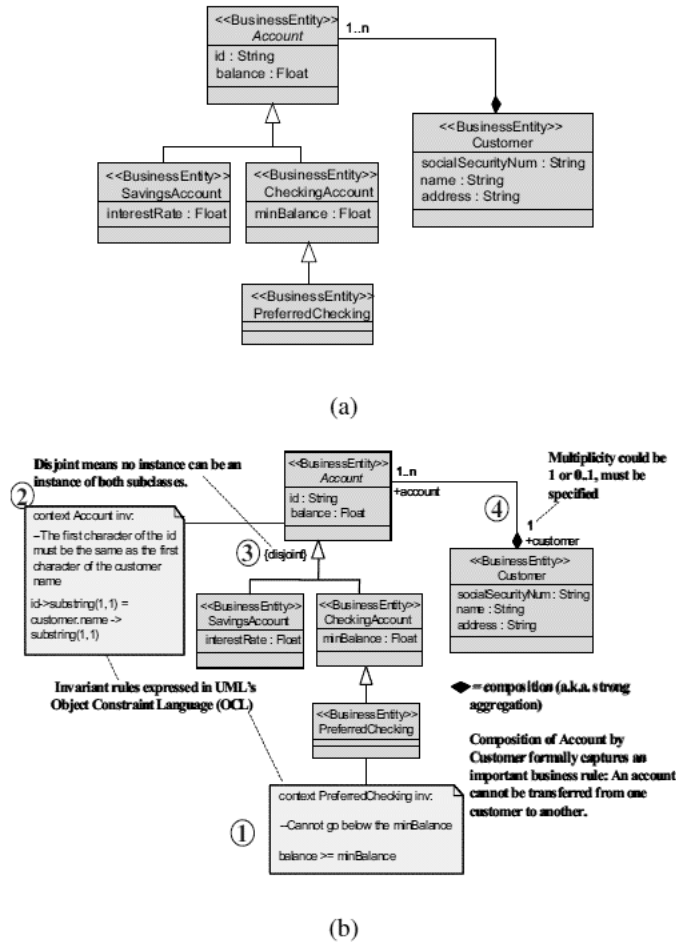 <<BusinessEntity>>
Account
id : String
balance : Float
1..n
<<BusinessEntity>>
Customer
socialSecurityNum : String
name : String
address : String
<<BusinessEntity>>
SavingsAccount
interestRate : Float
<<BusinessEntity>>
CheckingAccount
minBalance : Float
<<BusinessEntity>>
PreferredChecking
(a)
Disjoint means no instance can be an
instance of both subclasses.
<<BusinessEntity>>
Account
id : String
balance : Float
1..n
+account
Multiplicity could be
1 or 0..1, must be
specified
2
context Account inv:
--The first character of the id
must be the same as the first
character of the customer
name
id->substring(1,1) =
customer.name ->
substring(1,1)
3
{disjoint}
4
1
+customer
<<BusinessEntity>>
Customer
socialSecurityNum : String
name : String
address : String
<<BusinessEntity>>
SavingsAccount
interestRate : Float
<<BusinessEntity>>
CheckingAccount
minBalance : Float
Invariant rules expressed in UML's
Object Constraint Language (OCL)
<<BusinessEntity>>
PreferredChecking
= composition (a.k.a. strong
aggregation)
Composition of Account by
Customer formally captures an
important business rule: An account
cannot be transferred from one
customer to another.
1
context PreferredChecking inv:
--Cannot go below the minBalance
balance >= minBalance
(b)